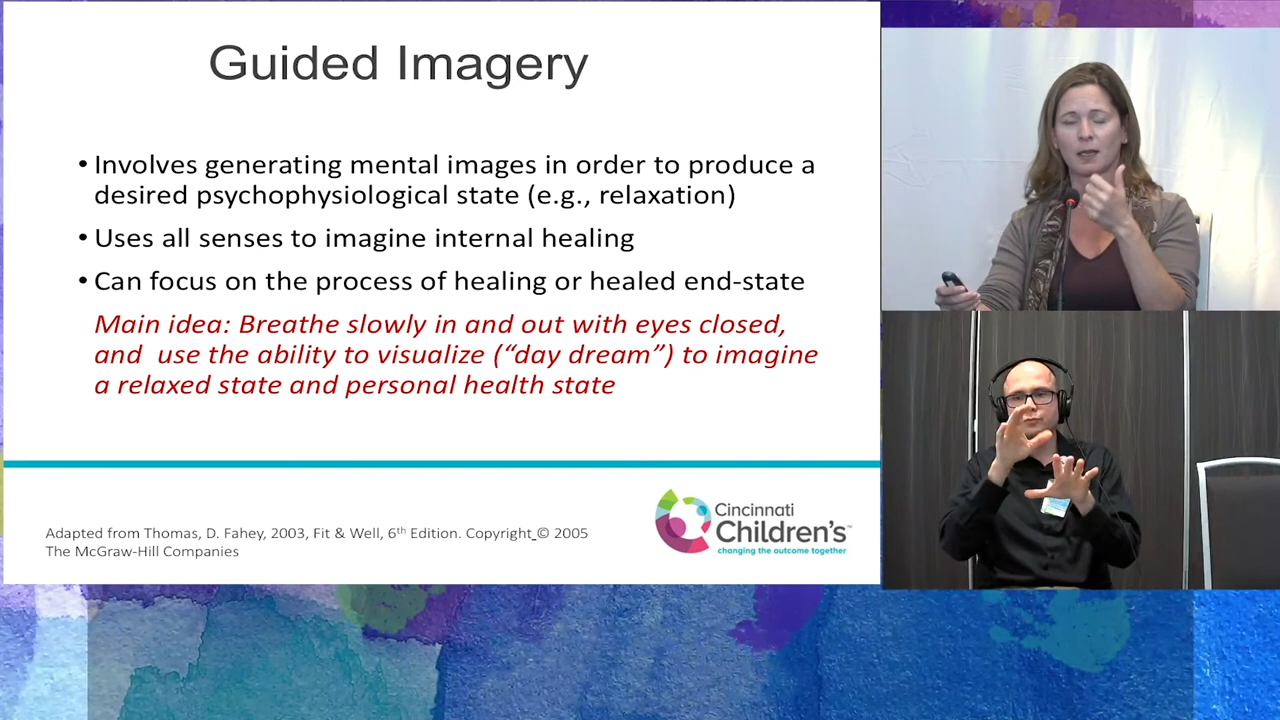 Guided Imagery
• Involves generating mental images in order to produce a
desired psychophysiological state (e.g., relaxation)
• Uses all senses to imagine internal healing
• Can focus on the process of healing or healed end-state
Main idea: Breathe slowly in and out with eyes closed,
and  use the ability to visualize (“day dream”) to imagine
a relaxed state and personal health state
Adapted from Thomas, D. Fahey, 2003, Fit & Well, 6th Edition. Copyright © 2005
The McGraw-Hill Companies
Cincinnati
Children's™
changing the outcome together